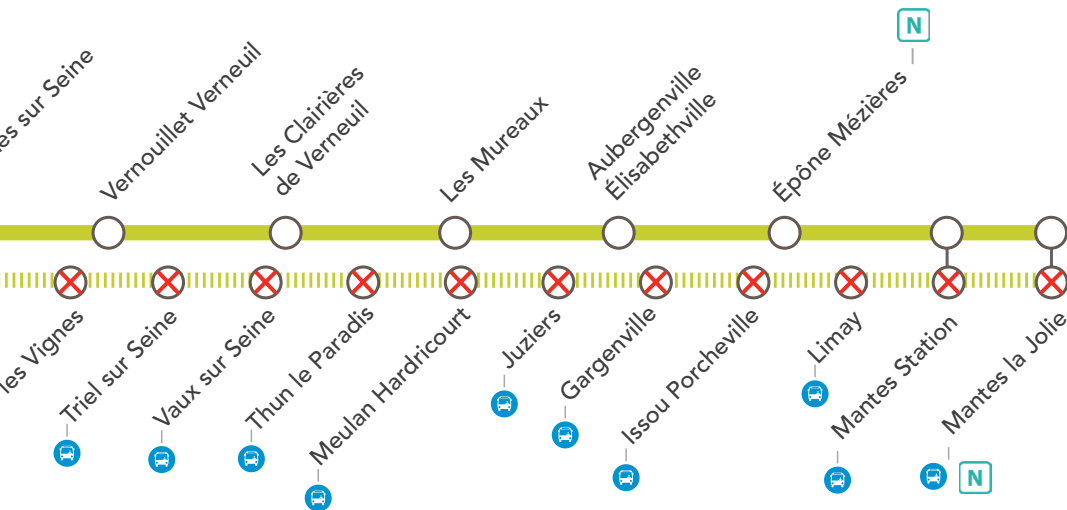 N
sur Seine
Vernouillet Verneuil
Les Clairières
de Verneuil
Les Mureaux
Aubergenville
Élisabethville
Épône Mézières
les Vignes
Triel sur Seine
Vaux sur Seine
Thun le Paradis
Meulan Hardricourt
Juziers
Gargenville
Issou Porcheville
Limay
Mantes Station
Mantes la Jolie
N